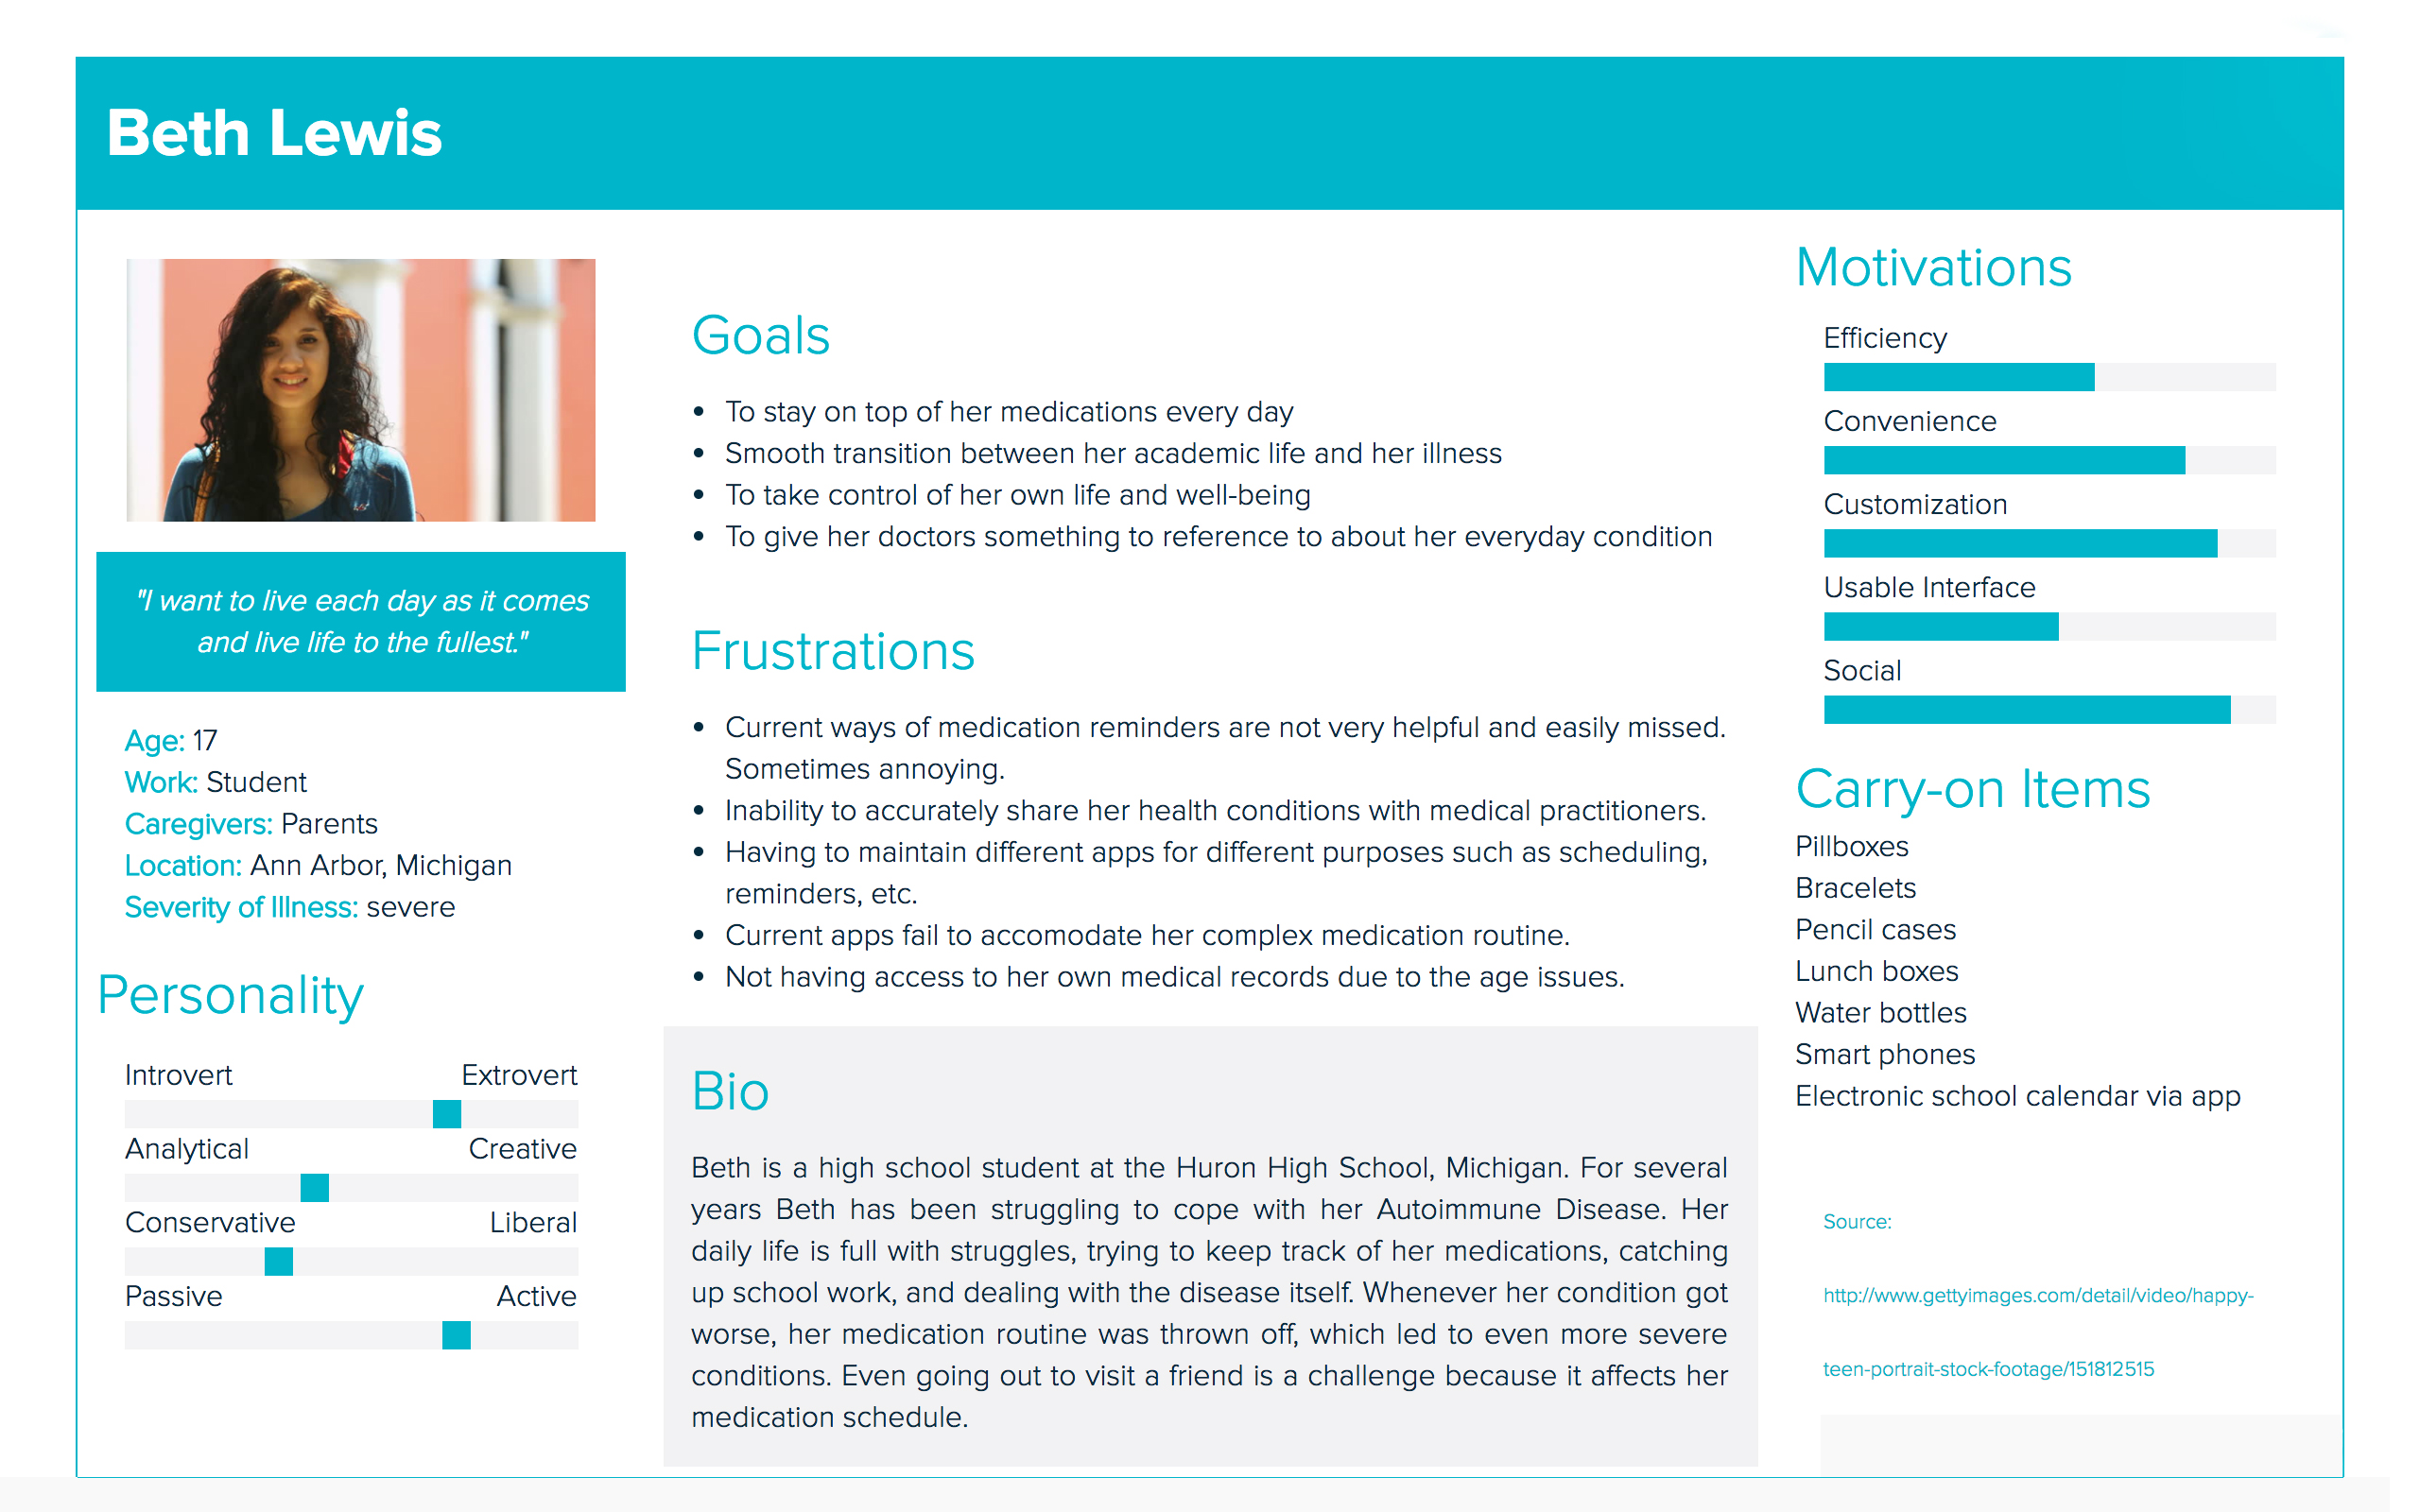 Beth Lewis
"I want to live each day as it comes
and live life to the fullest."
Age: 17
Work: Student
Caregivers: Parents
Location: Ann Arbor, Michigan
Severity of Illness: severe
Personality
Introvert Extrovert
Analytical Creative
Conservative Liberal
Passive Active
Goals
• To stay on top of her medications every day
• Smooth transition between her academic life and her illness
• To take control of her own life and well-being
• To give her doctors something to reference to about her everyday condition
Frustrations
• Current ways of medication reminders are not very helpful and easily missed.
Sometimes annoying.
• Inability to accurately share her health conditions with medical practitioners.
• Having to maintain different apps for different purposes such as scheduling,
reminders, etc.
• Current apps fail to accomodate her complex medication routine.
• Not having access to her own medical records due to the age issues.
Bio
Beth is a high school student at the Huron High School, Michigan. For several
years Beth has been struggling to cope with her Autoimmune Disease. Her
daily life is full with struggles, trying to keep track of her medications, catching
up school work, and dealing with the disease itself. Whenever her condition got
worse, her medication routine was thrown off, which led to even more severe
conditions. Even going out to visit a friend is a challenge because it affects her
medication schedule.
Motivations
Efficiency
Convenience
Customization
Usable Interface
Social
Carry-on Items
Pillboxes
Bracelets
Pencil cases
Lunch boxes
Water bottles
Smart phones
Electronic school calendar via app
Source:
http://www.gettyimages.com/detail/video/happy-
teen-portrait-stock-footage/151812515